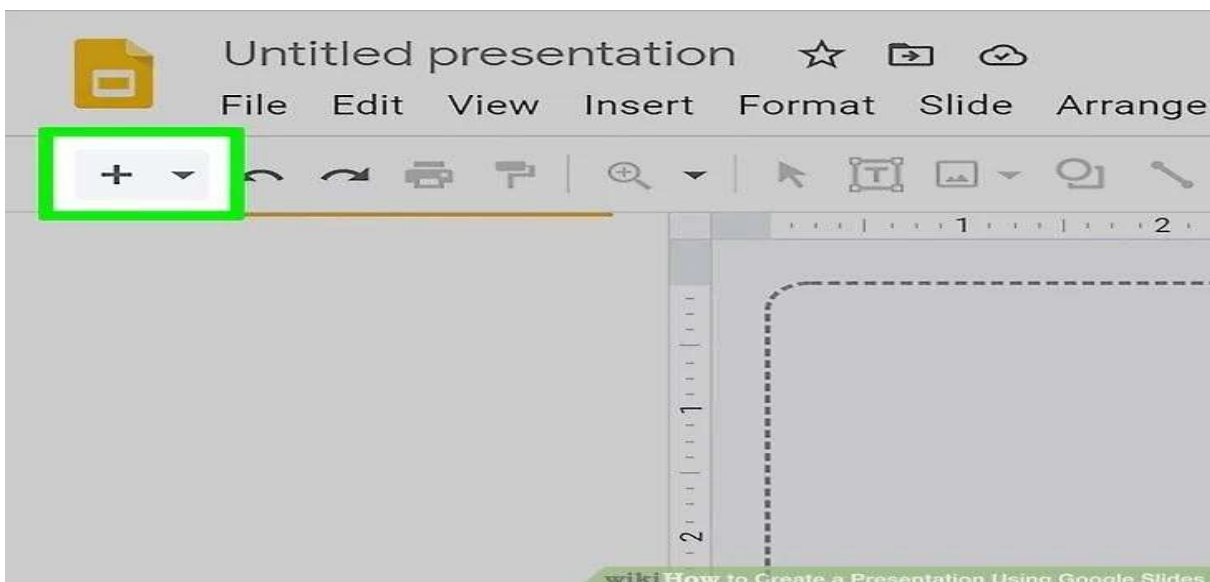 Untitled presentation
File Edit View Insert Format Slide Arrange
T
1 2
1
2
wikiHow to Create a Presentation Using Google Slides